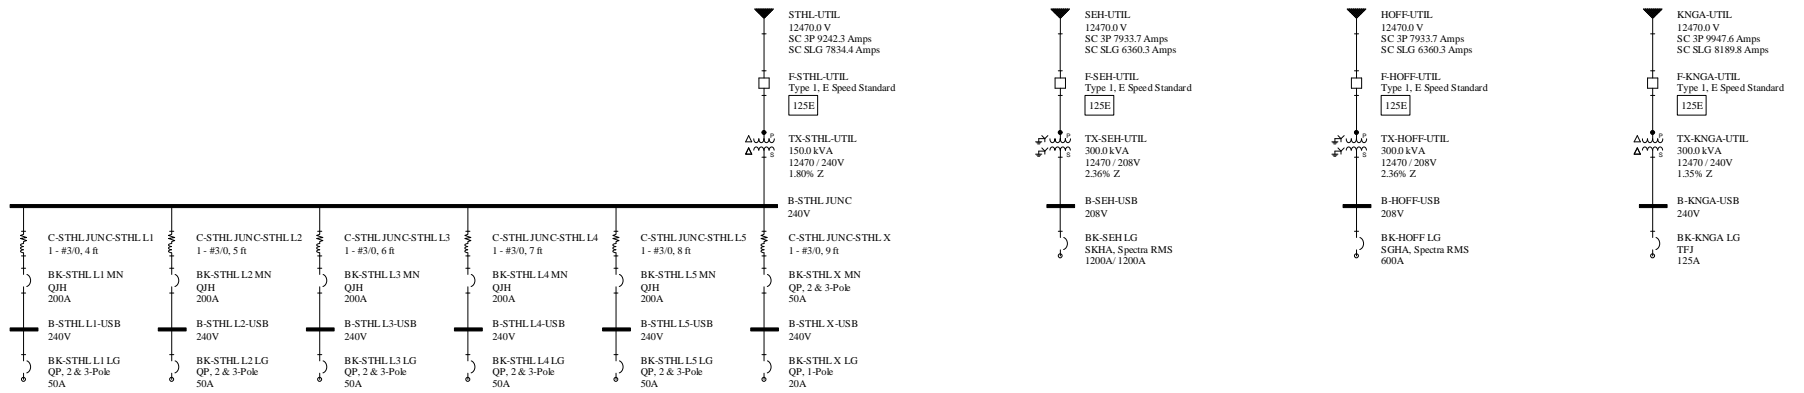 STHL-UTIL
12470.0 V
SC 3P 9242.3 Amps
SC SLG 7834.4 Amps
F-STHL-UTIL
Type 1, E Speed Standard
125E
P
S
TX-STHL-UTIL
150.0 kVA
12470 / 240V
1.80% Z
B-STHL JUNC
240V
SEH-UTIL
12470.0 V
SC 3P 7933.7 Amps
SC SLG 6360.3 Amps
F-SEH-UTIL
Type 1, E Speed Standard
125E
P
S
TX-SEH-UTIL
300.0 kVA
12470 / 208V
2.36% Z
B-SEH-USB
208V
BK-SEH LG
SKHA, Spectra RMS
1200A/ 1200A
HOFF-UTIL
12470.0 V
SC 3P 7933.7 Amps
SC SLG 6360.3 Amps
F-HOFF-UTIL
Type 1, E Speed Standard
125E
P
S
TX-HOFF-UTIL
300.0 kVA
12470 / 208V
2.36% Z
B-HOFF-USB
208V
BK-HOFF LG
SGHA, Spectra RMS
600A
KNGA-UTIL
12470.0 V
SC 3P 9947.6 Amps
SC SLG 8189.8 Amps
F-KNGA-UTIL
Type 1, E Speed Standard
125E
P
S
TX-KNGA-UTIL
300.0 kVA
12470 / 240V
1.35% Z
B-KNGA-USB
240V
BK-KNGA LG
TFJ
125A
C-STHL JUNC-STHL L1
1 - #3/0, 4 ft
BK-STHL L1 MN
QJH
200A
B-STHL L1-USB
240V
BK-STHL L1 LG
QP, 2 & 3-Pole
50A
C-STHL JUNC-STHL L2
1 - #3/0, 5 ft
BK-STHL L2 MN
QJH
200A
B-STHL L2-USB
240V
BK-STHL L2 LG
QP, 2 & 3-Pole
50A
C-STHL JUNC-STHL L3
1 - #3/0, 6 ft
BK-STHL L3 MN
QJH
200A
B-STHL L3-USB
240V
BK-STHL L3 LG
QP, 2 & 3-Pole
50A
C-STHL JUNC-STHL L4
1 - #3/0, 7 ft
BK-STHL L4 MN
QJH
200A
B-STHL L4-USB
240V
BK-STHL L4 LG
QP, 2 & 3-Pole
50A
C-STHL JUNC-STHL L5
1 - #3/0, 8 ft
BK-STHL L5 MN
QJH
200A
B-STHL L5-USB
240V
BK-STHL L5 LG
QP, 2 & 3-Pole
50A
C-STHL JUNC-STHL X
1 - #3/0, 9 ft
BK-STHL X MN
QP, 2 & 3-Pole
50A
B-STHL X-USB
240V
BK-STHL X LG
QP, 1-Pole
20A